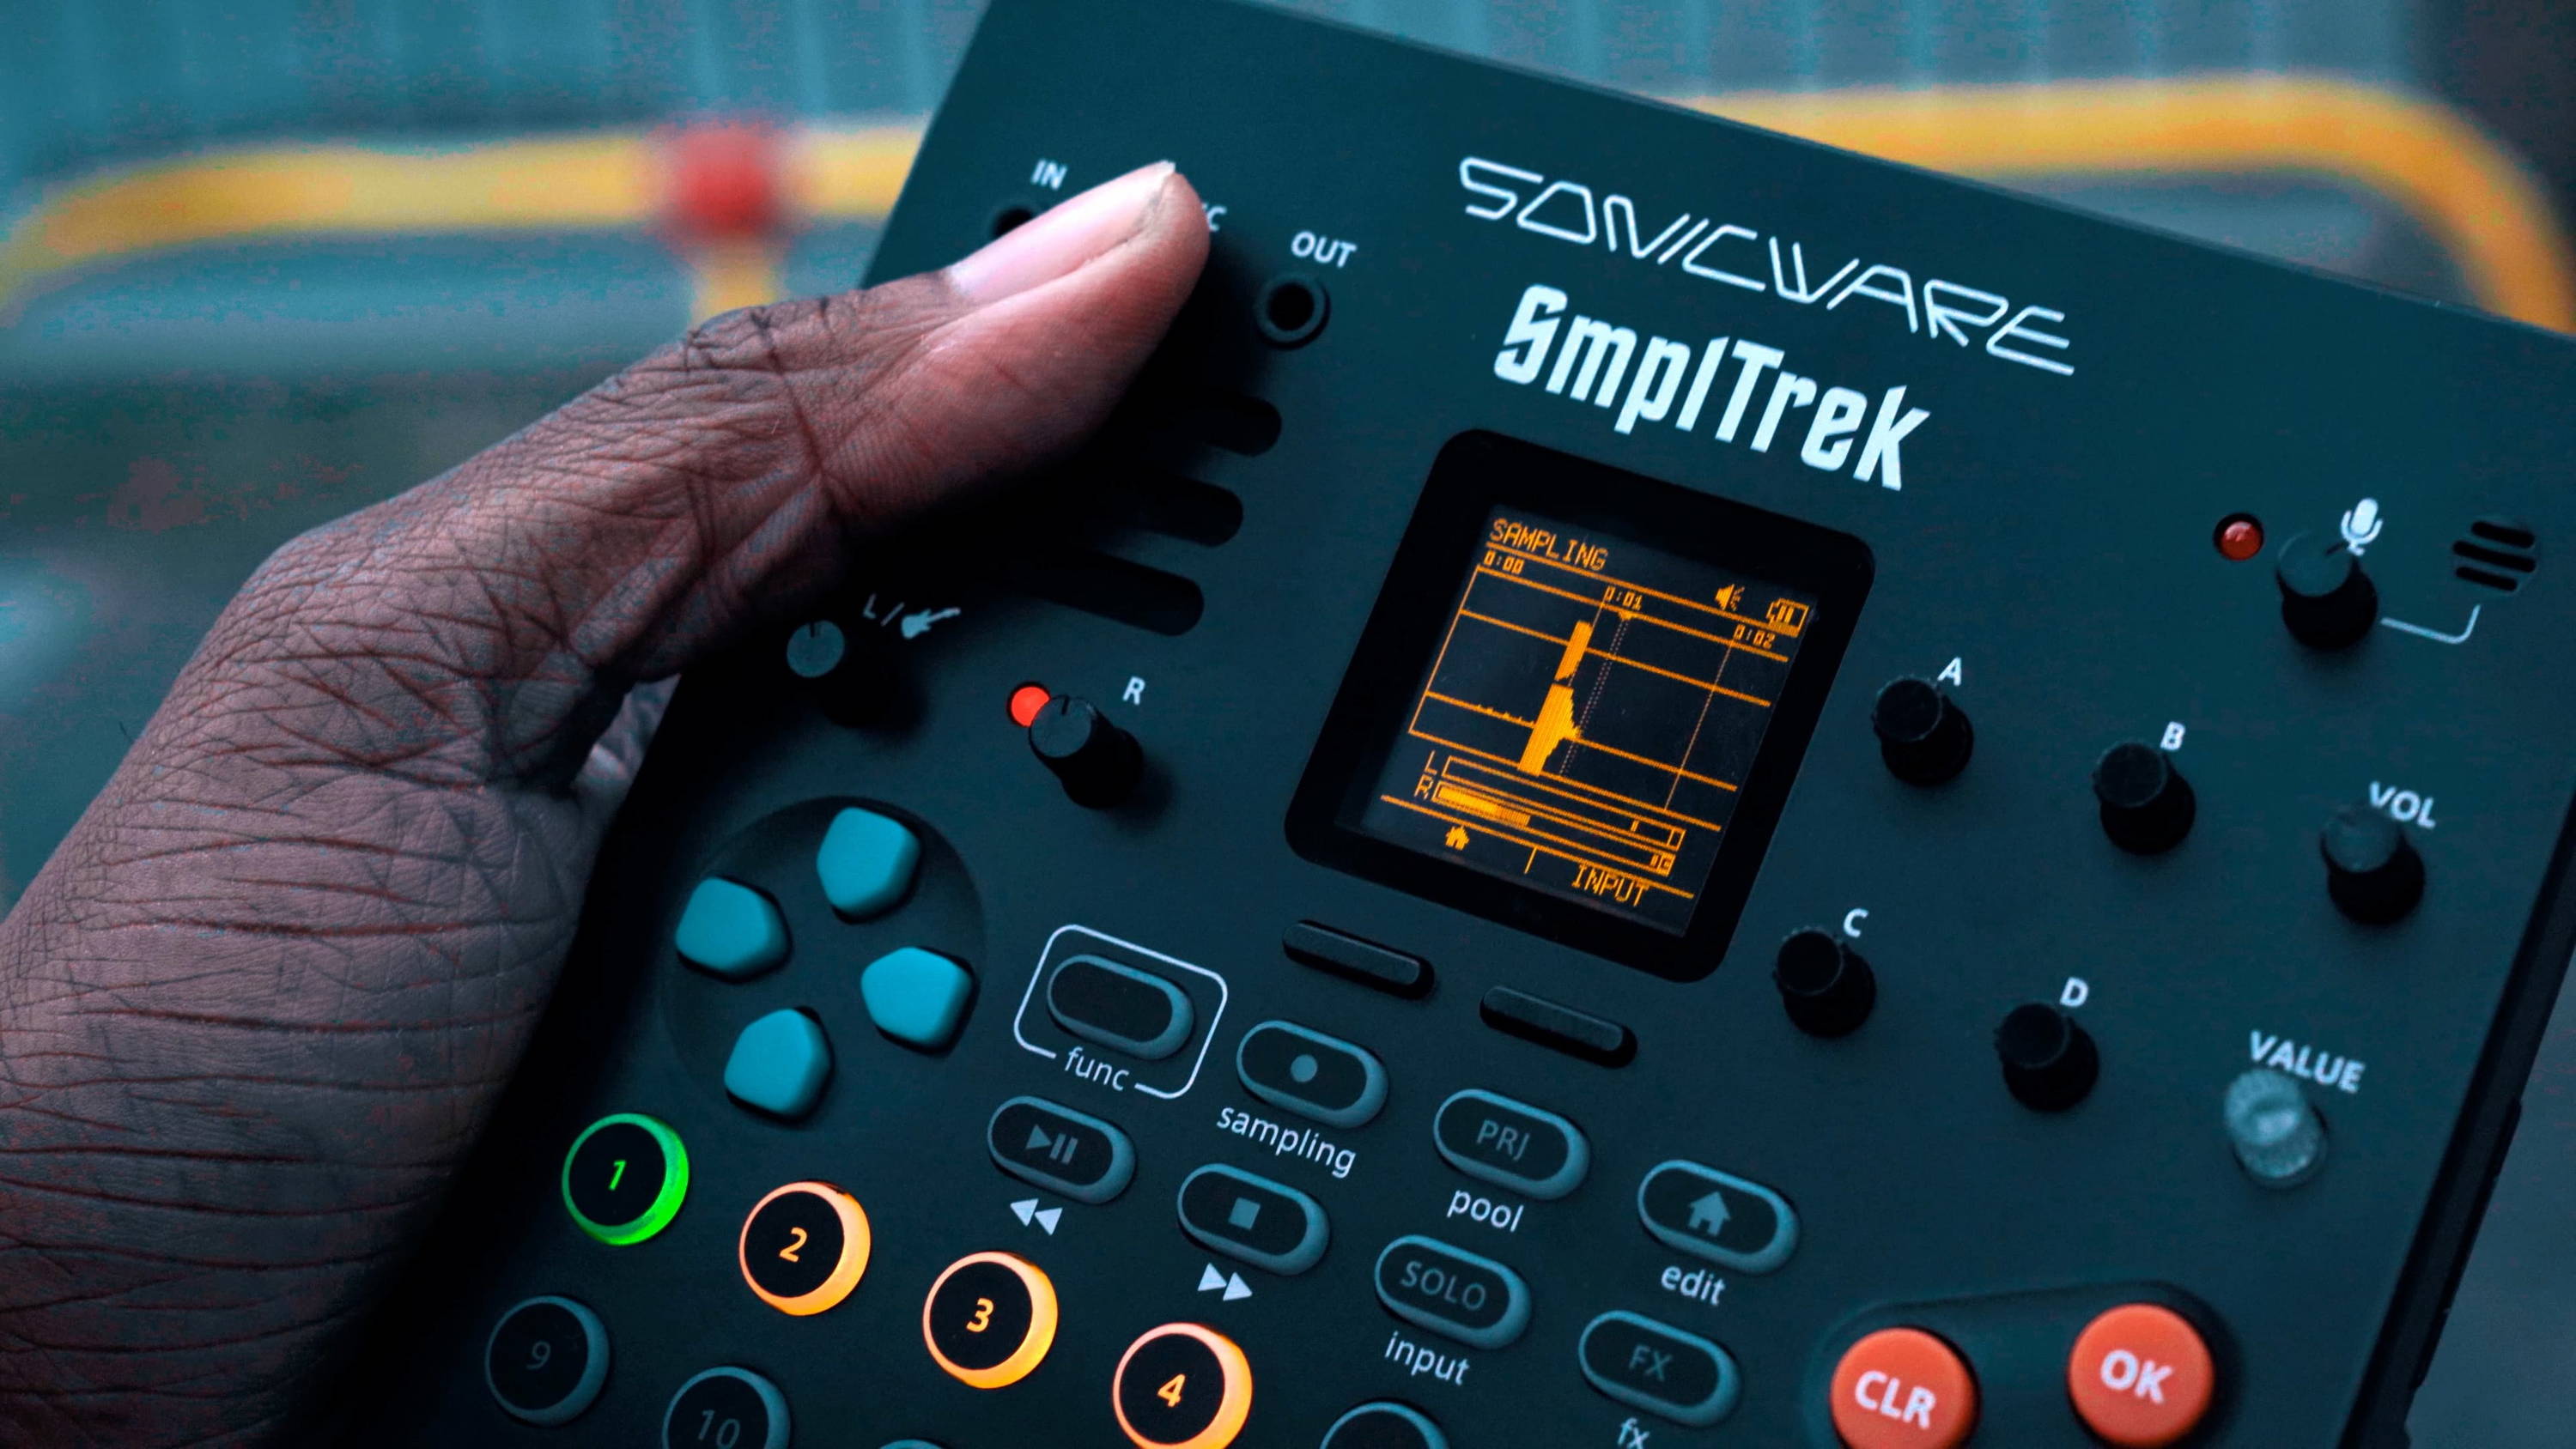 IN
OUT
SONICWARE
SmplTrek
SAMPLING
0:00
0:01
0:02
L /
R
A
B
VOL
L
R
INPUT
C
D
VALUE
func
sampling
PRJ
pool
edit
SOLO
input
FX
fx
CLR
OK
1
2
3
4
9
10